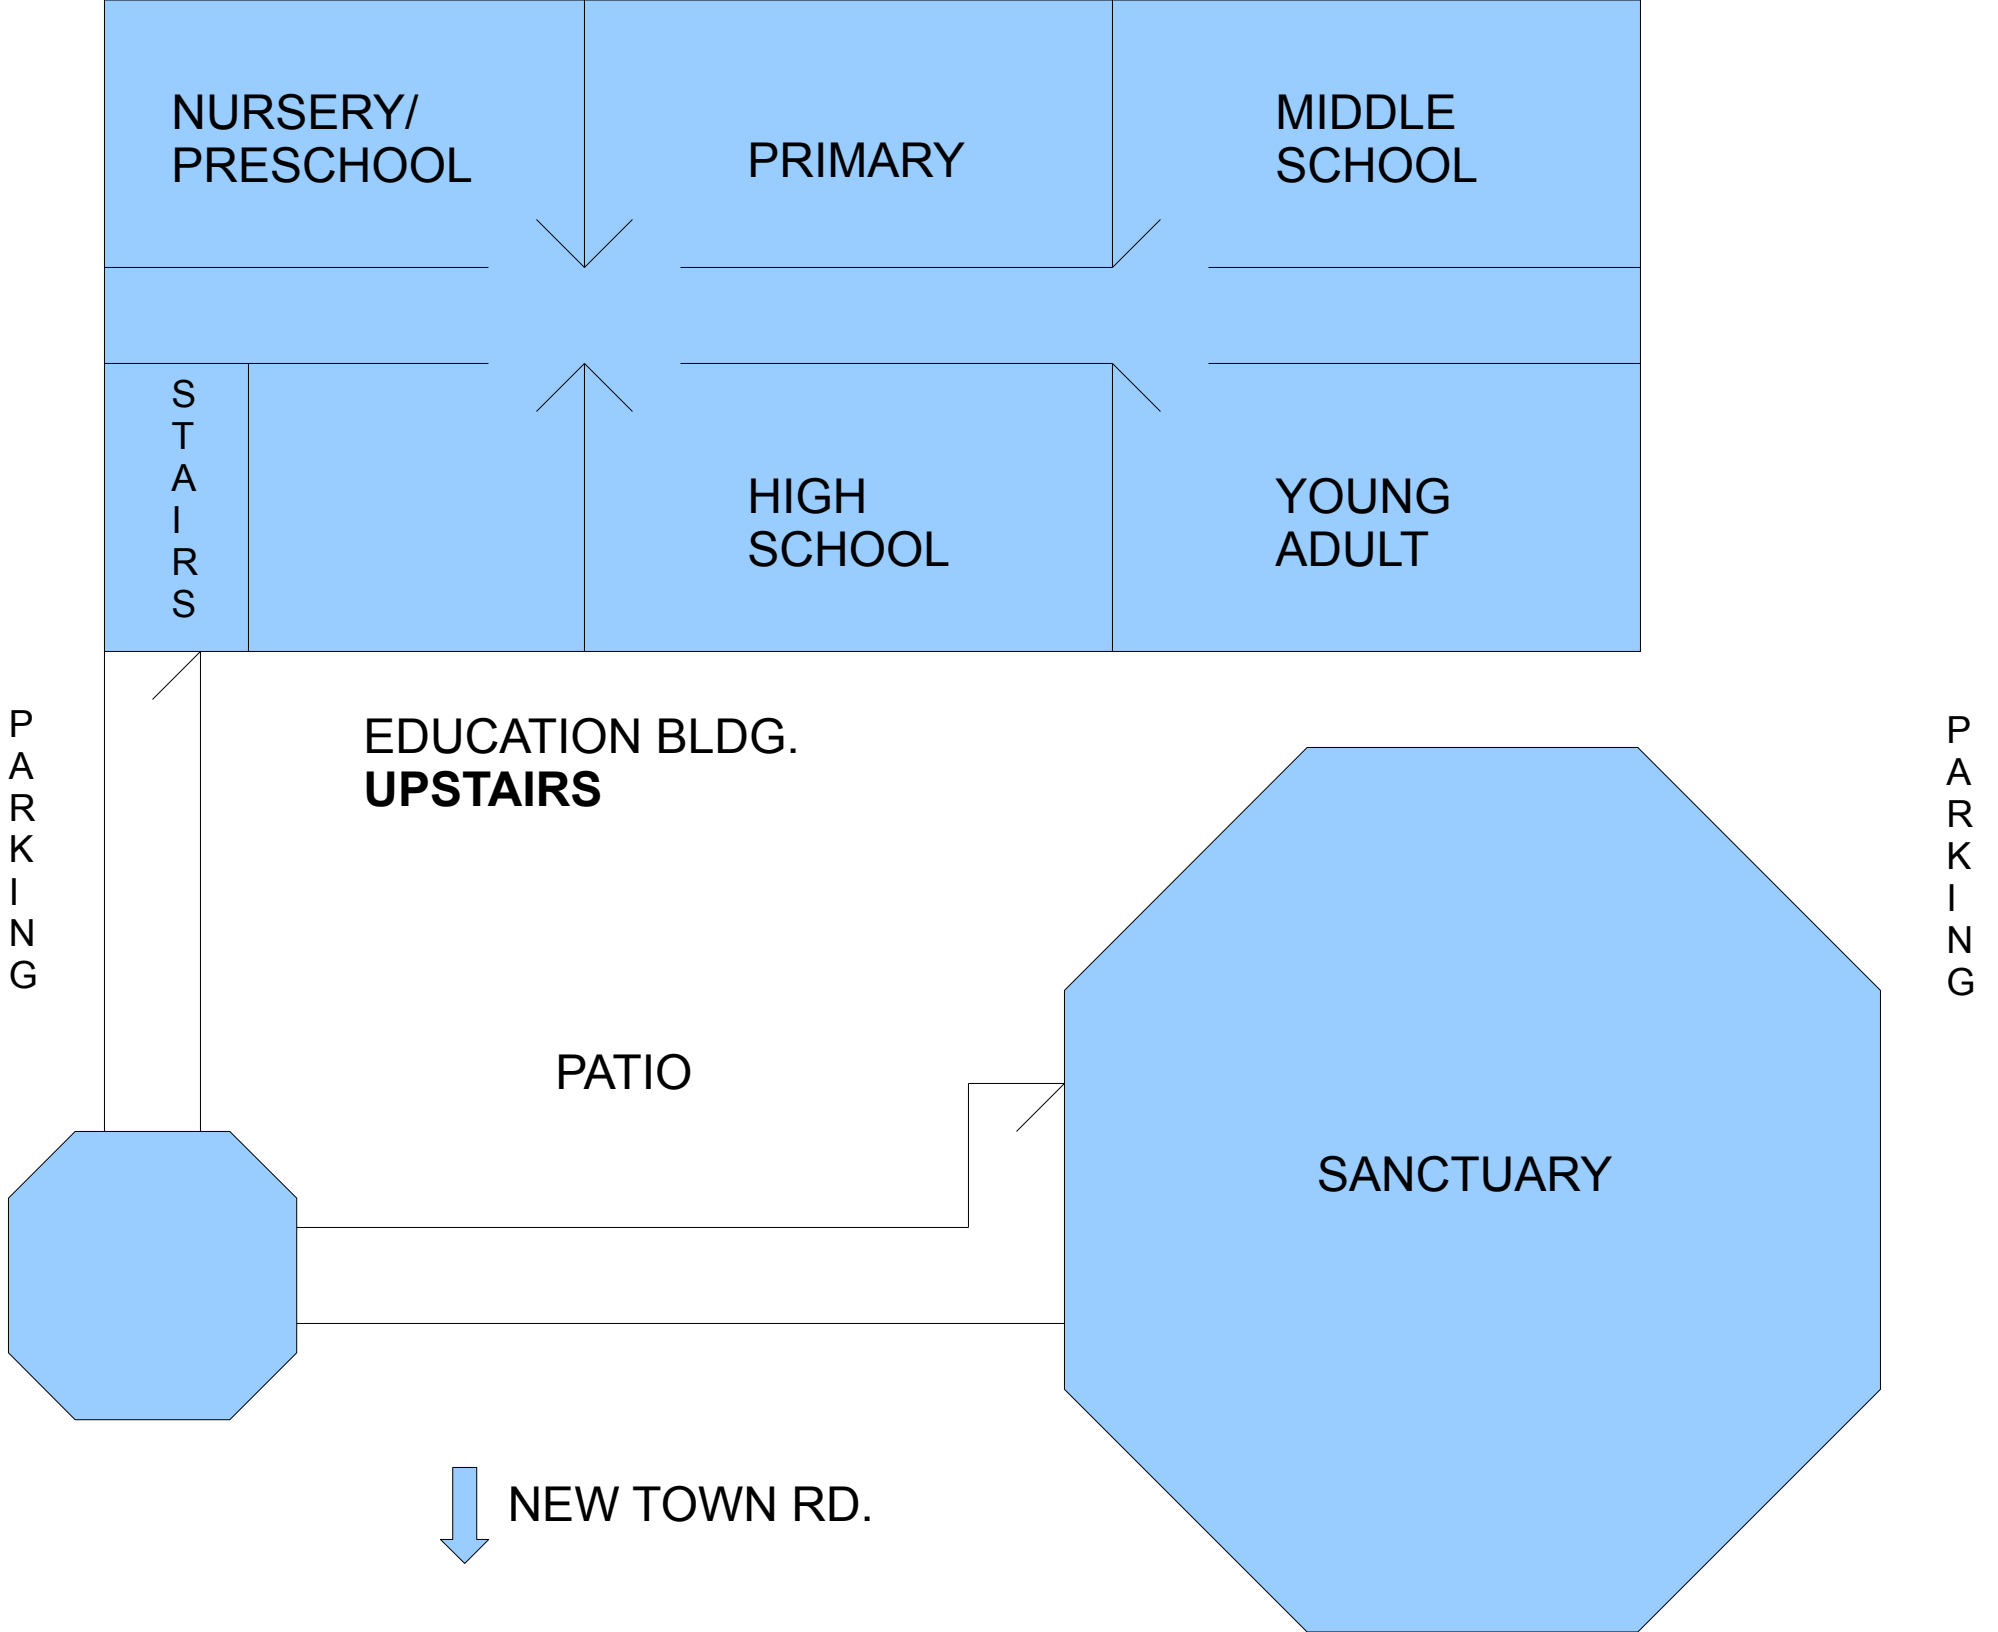 NURSERY/
PRESCHOOL
PRIMARY
MIDDLE
SCHOOL
STAIRS
HIGH
SCHOOL
YOUNG
ADULT
PARKING
EDUCATION BLDG.
UPSTAIRS
PARKING
PATIO
SANCTUARY
NEW TOWN RD.